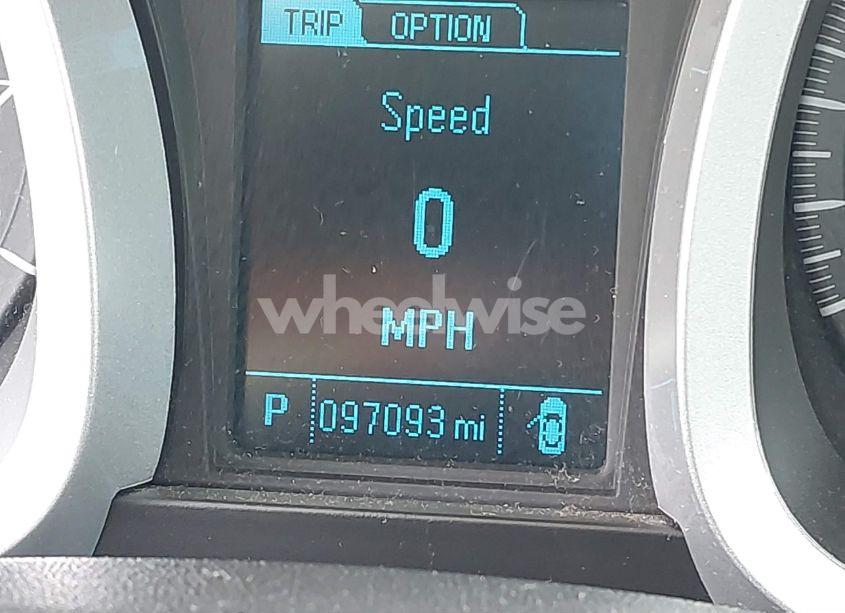 TRIP OPTION
Speed
0
wheelwise
MPH
P 097093 mi